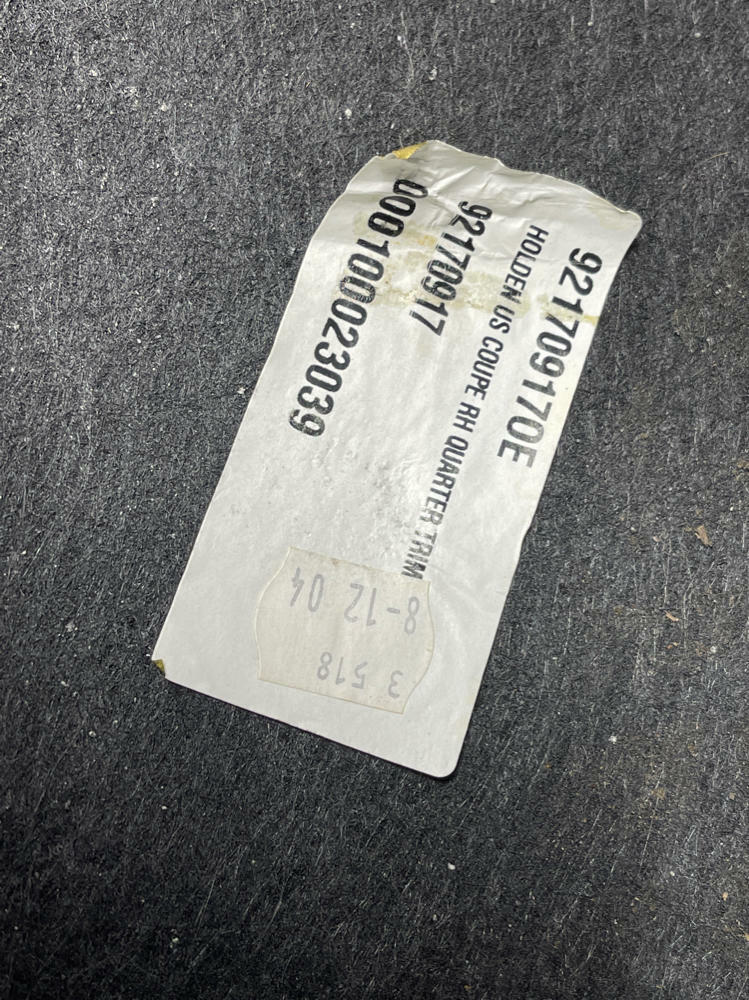 92170917OE
HOLDEN US COUPE RH QUARTER TRIM
92170917
000100023039
8-12 04
3 518